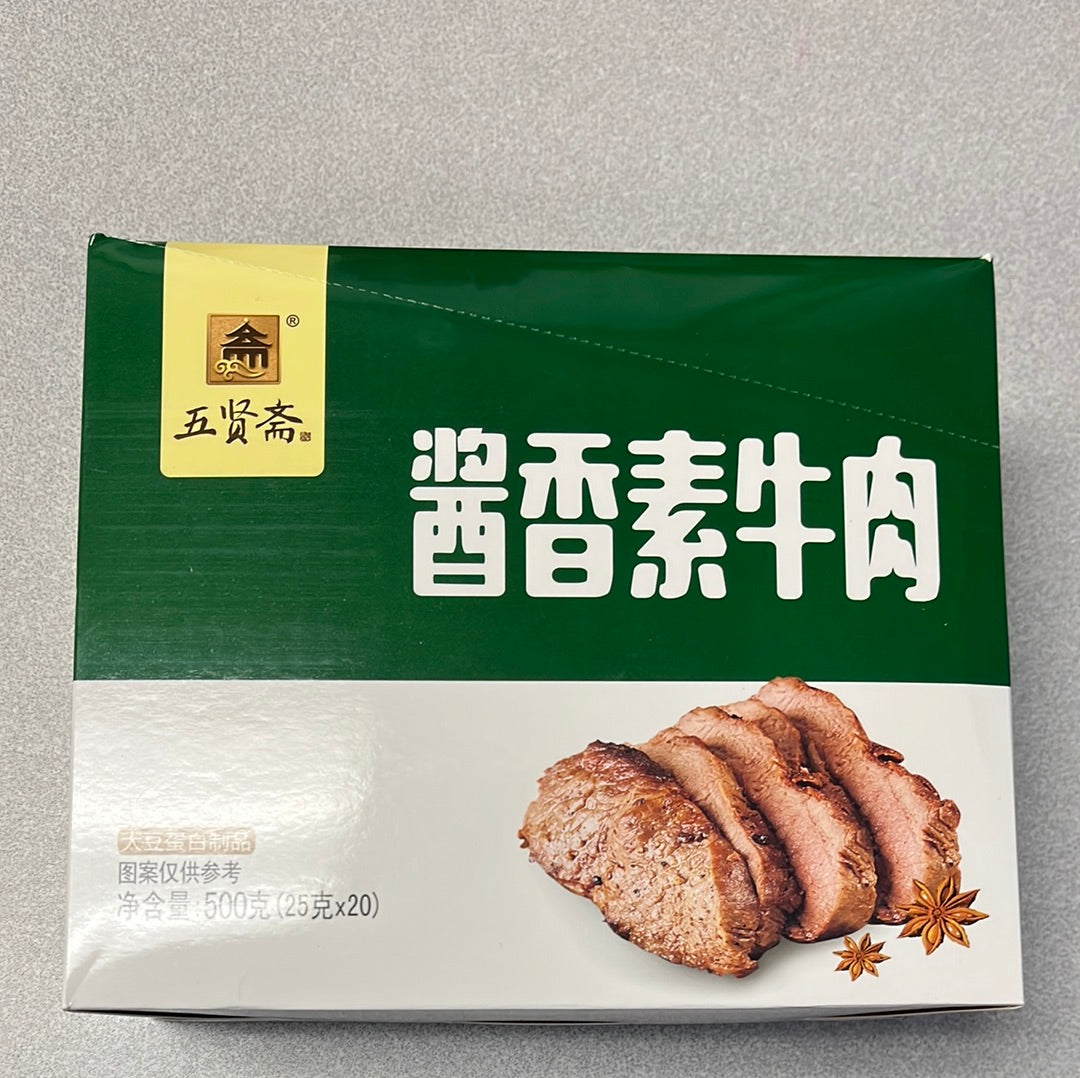 ®
五贤斋
酱香素牛肉
大豆蛋白制品
图案仅供参考
净含量:500克(25克x20)